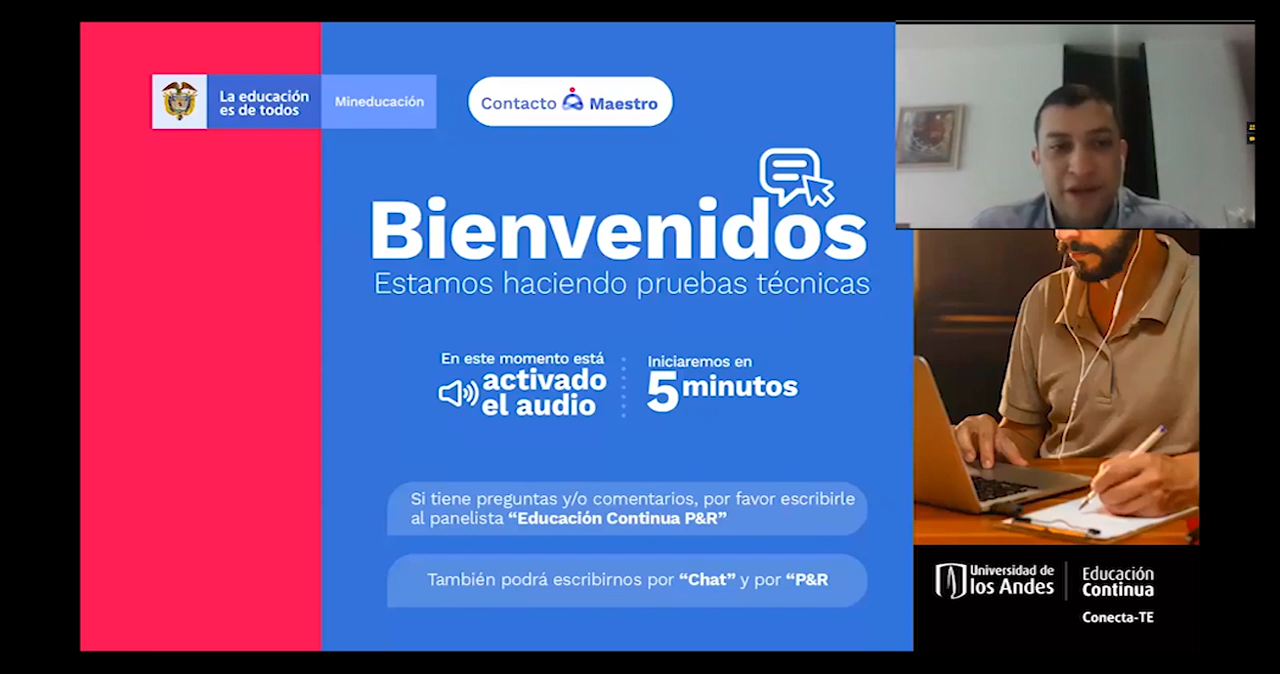 La educación
es de todos
Mineducación
Contacto Maestro
Bienvenidos
Estamos haciendo pruebas técnicas
En este momento está
activado
el audio
Iniciaremos en
5 minutos
Si tiene preguntas y/o comentarios, por favor escribirle
al panelista “Educación Continua P&R”
También podrá escribirnos por “Chat” y por “P&R
Universidad de
los Andes
Educación
Continua
Conecta-TE